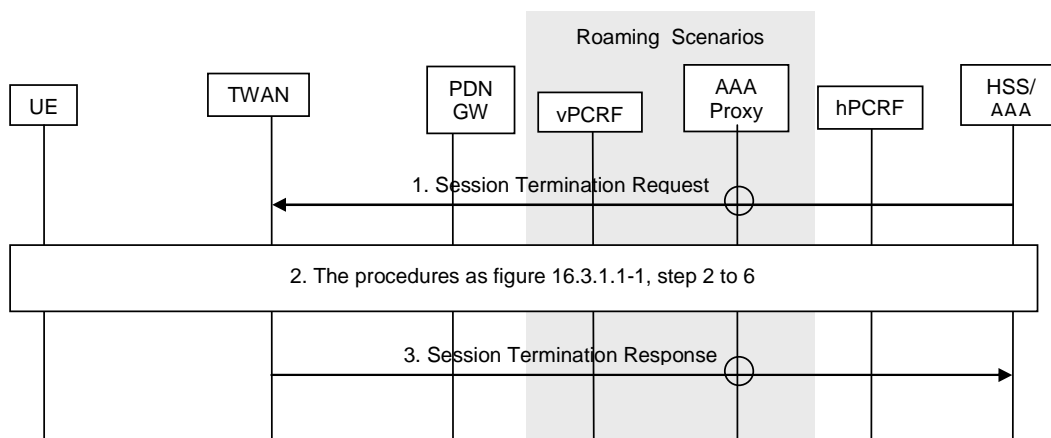 Roaming Scenarios
UE
TWAN
PDN
GW
vPCRF
AAA
Proxy
hPCRF
HSS/
AAA
1. Session Termination Request
2. The procedures as figure 16.3.1.1-1, step 2 to 6
3. Session Termination Response